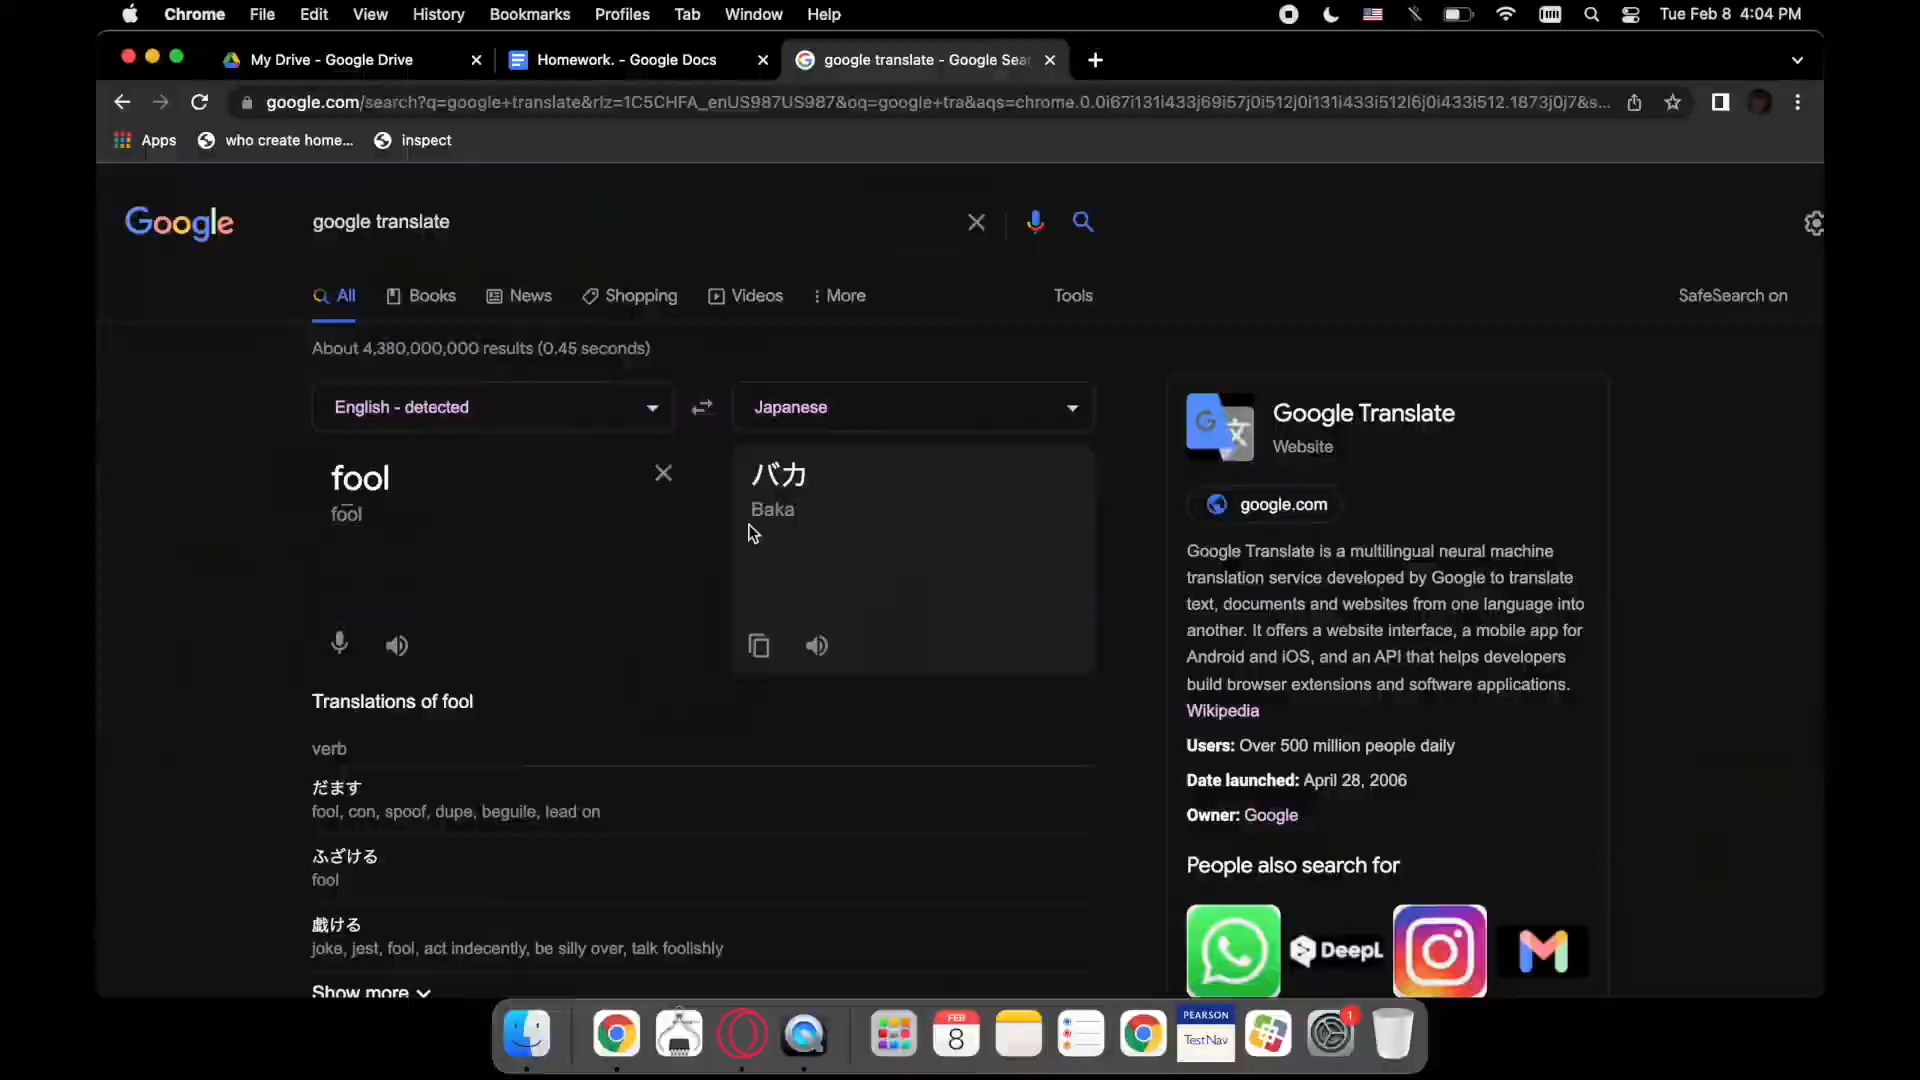 Chrome File Edit View History Bookmarks Profiles Tab Window Help Tue Feb 8 4:04 PM
My Drive - Google Drive Homework. - Google Docs google translate - Google Sear
google.com/search?q=google+translate&rlz=1C5CHFA_enUS987US987&oq=google+tra&aqs=chrome.0.0i67i131i433j69i57j0i512j0i131i433i512l6j0i433i512.1873j0j7&s...
Apps who create home... inspect
Google google translate
All Books News Shopping Videos More Tools SafeSearch on
About 4,380,000,000 results (0.45 seconds)
English - detected Japanese
fool
fo͞ol
バカ
Baka
Translations of fool
verb
だます
fool, con, spoof, dupe, beguile, lead on
ふざける
fool
戯ける
joke, jest, fool, act indecently, be silly over, talk foolishly
Show more
Google Translate
Website
google.com
Google Translate is a multilingual neural machine
translation service developed by Google to translate
text, documents and websites from one language into
another. It offers a website interface, a mobile app for
Android and iOS, and an API that helps developers
build browser extensions and software applications.
Wikipedia
Users: Over 500 million people daily
Date launched: April 28, 2006
Owner: Google
People also search for
DeepL
FEB
8
PEARSON
TestNav
1